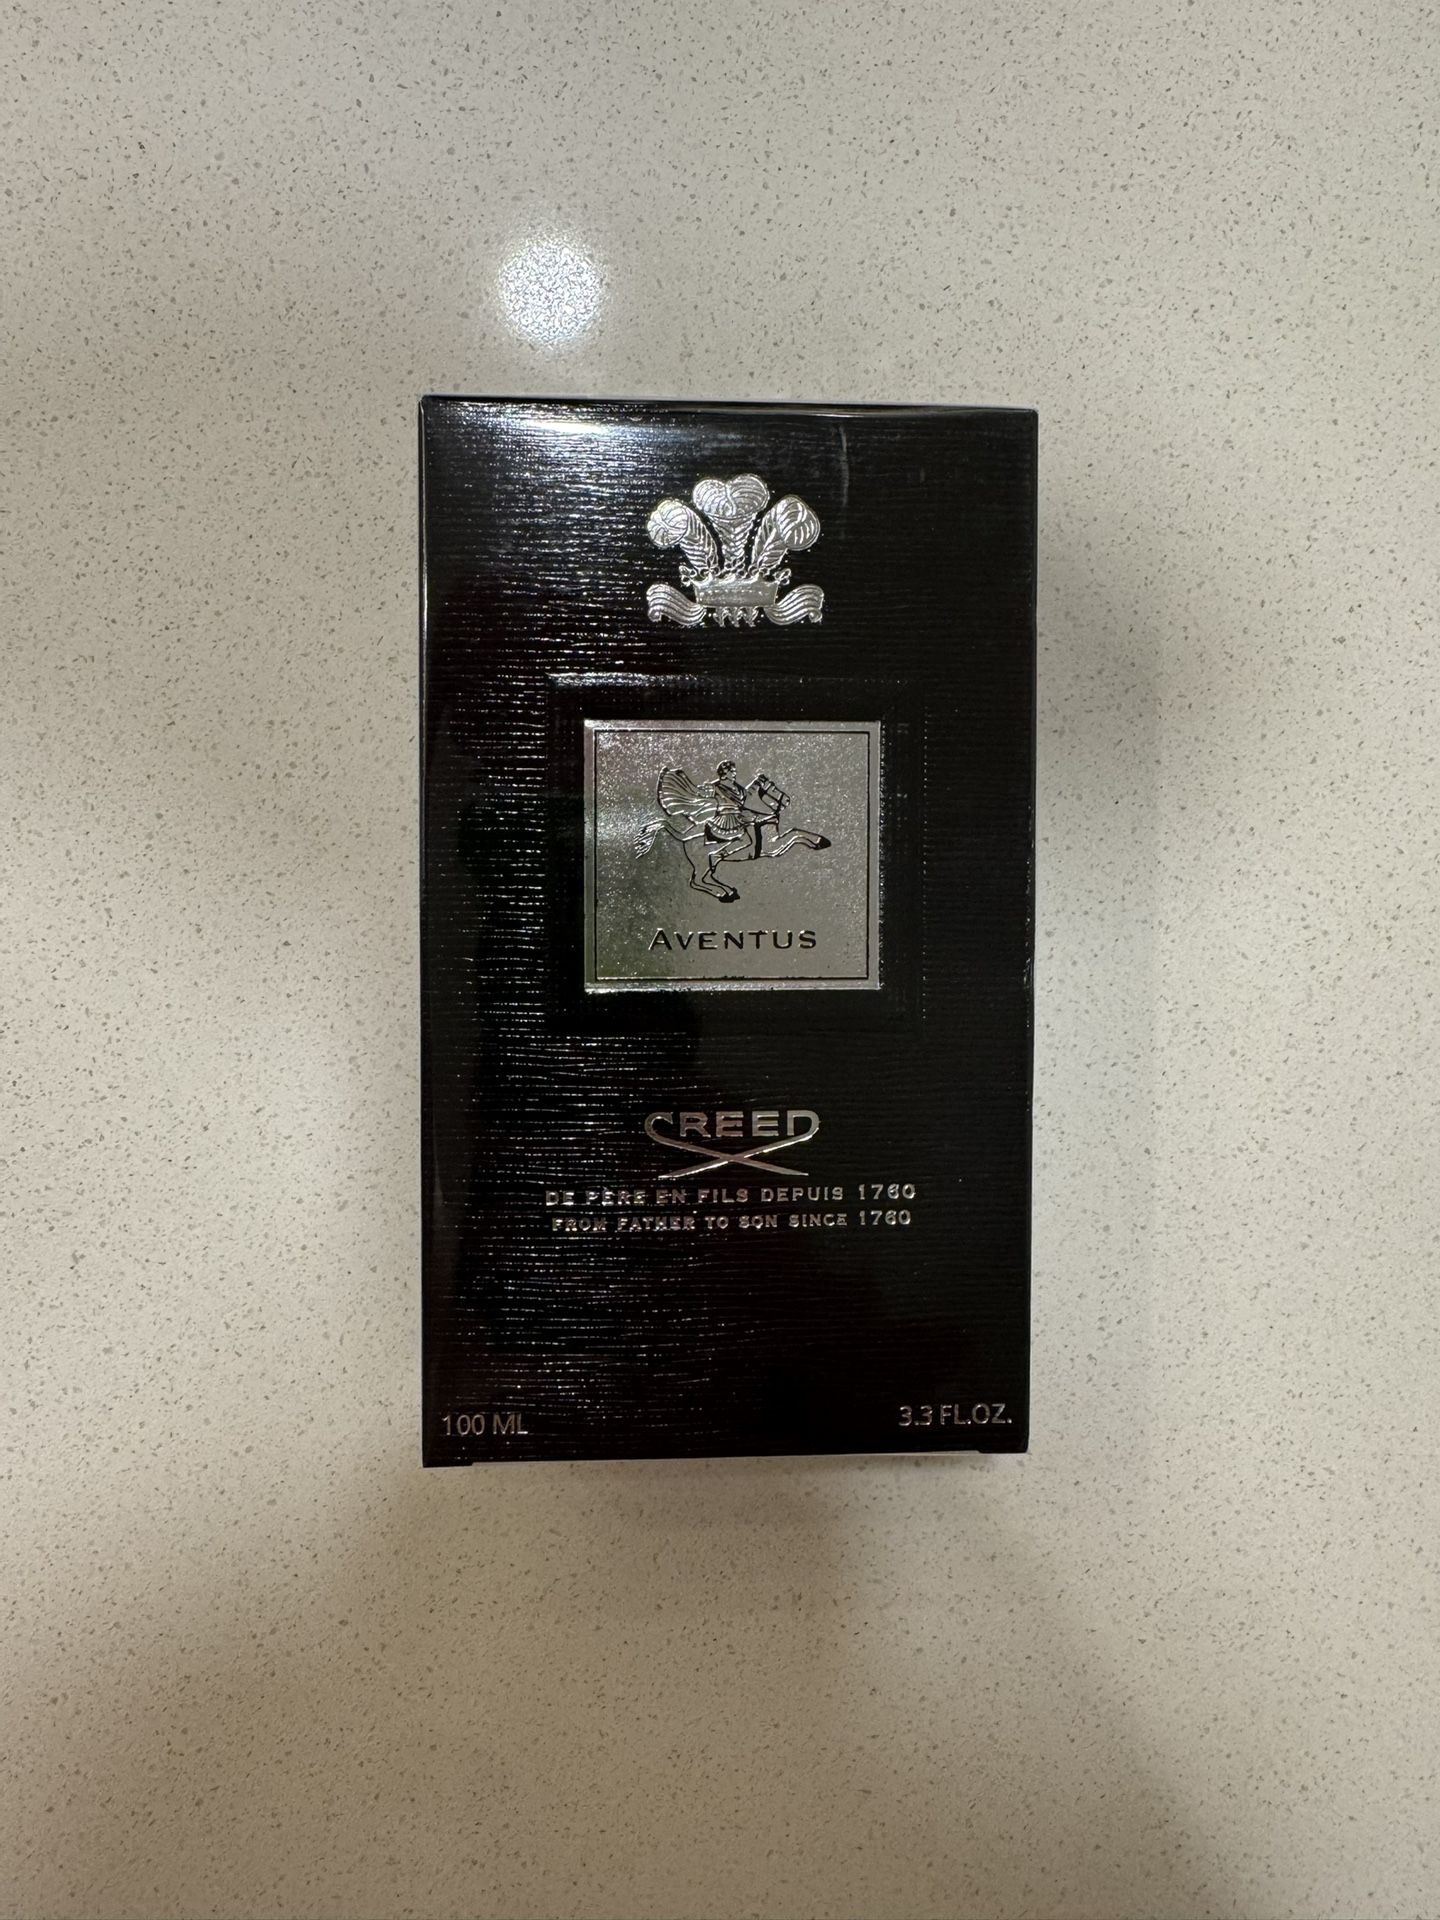 AVENTUS
CREED
DE PÈRE EN FILS DEPUIS 1760
FROM FATHER TO SON SINCE 1760
100 ML
3.3 FL.OZ.